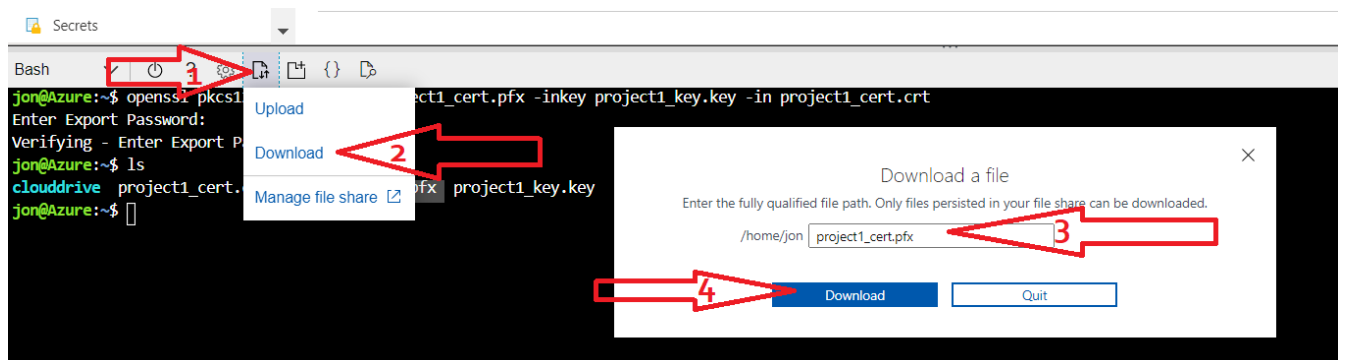 Secrets
Bash ? {}
1
jon@Azure:~$ openssl pkcs1 ect1_cert.pfx -inkey project1_key.key -in project1_cert.crt
Enter Export Password:
Verifying - Enter Export P
jon@Azure:~$ ls
clouddrive project1_cert. fx project1_key.key
jon@Azure:~$
Upload
Download
2
Manage file share
Download a file
Enter the fully qualified file path. Only files persisted in your file share can be downloaded.
/home/jon project1_cert.pfx
3
4
Download Quit